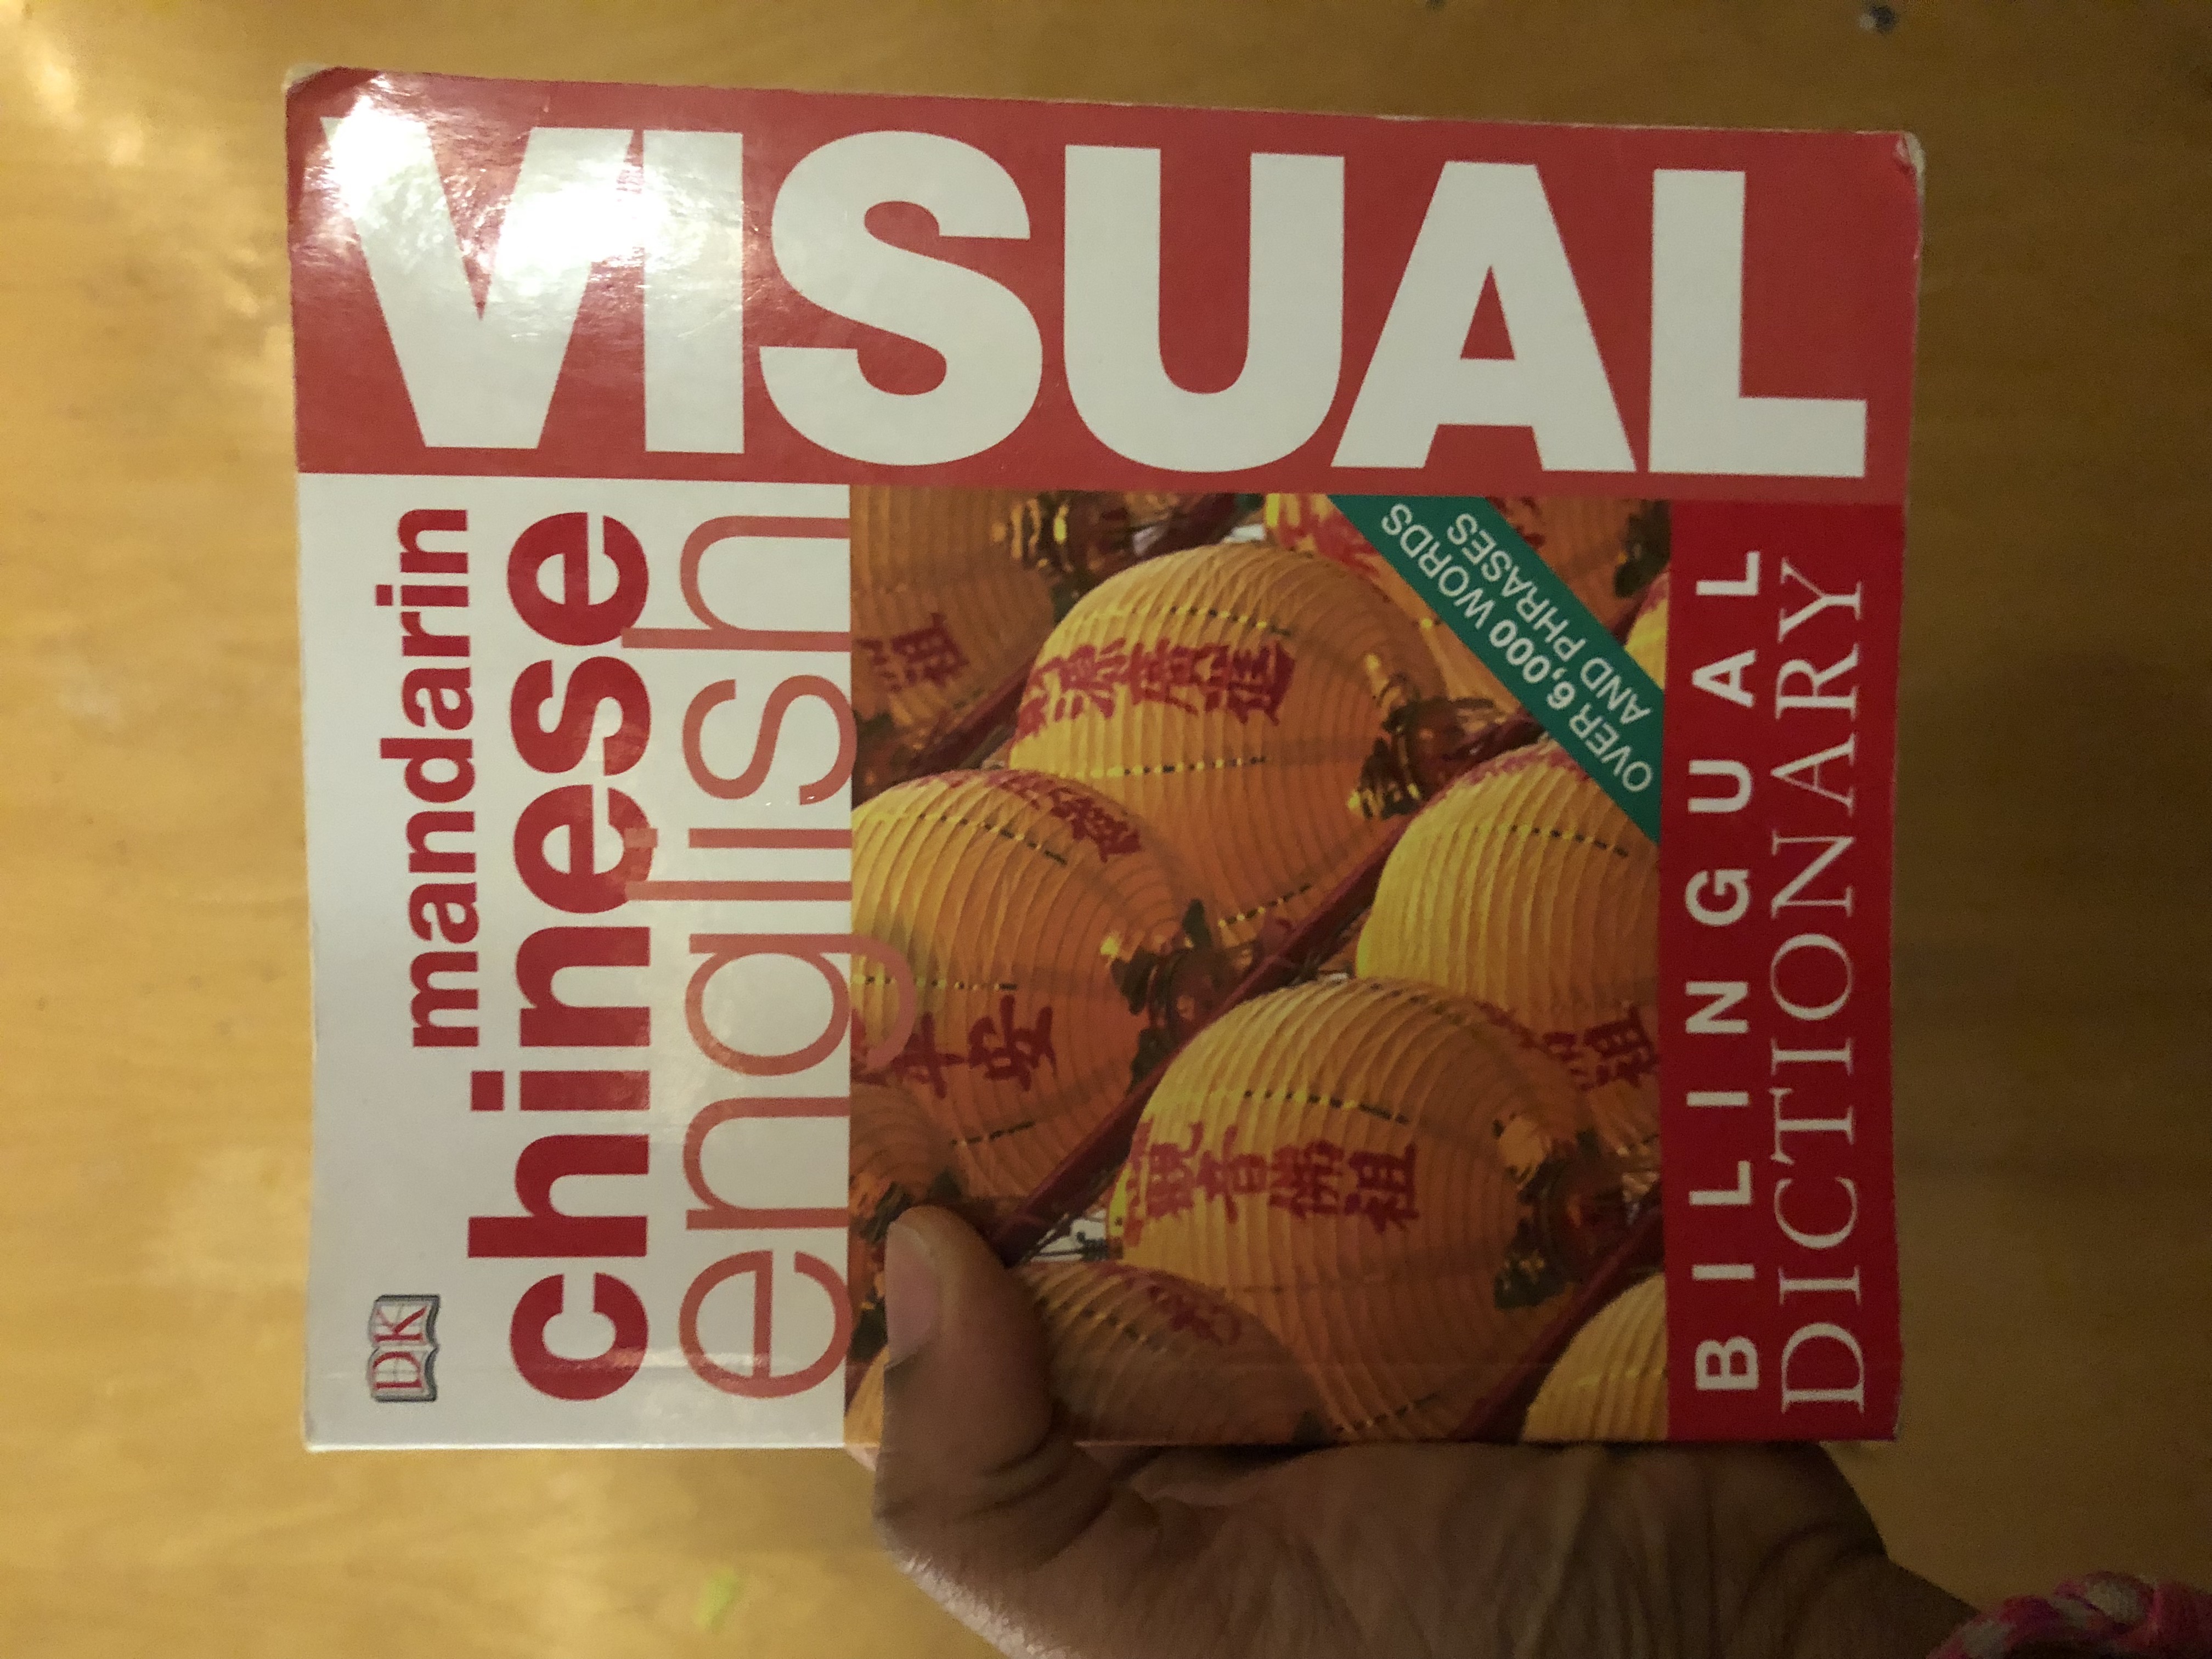 DK
mandarin
chinese
english
VISUAL
平安
祖
源廣進
觀音佛祖
祖
OVER 6,000 WORDS
AND PHRASES
BILINGUAL
DICTIONARY